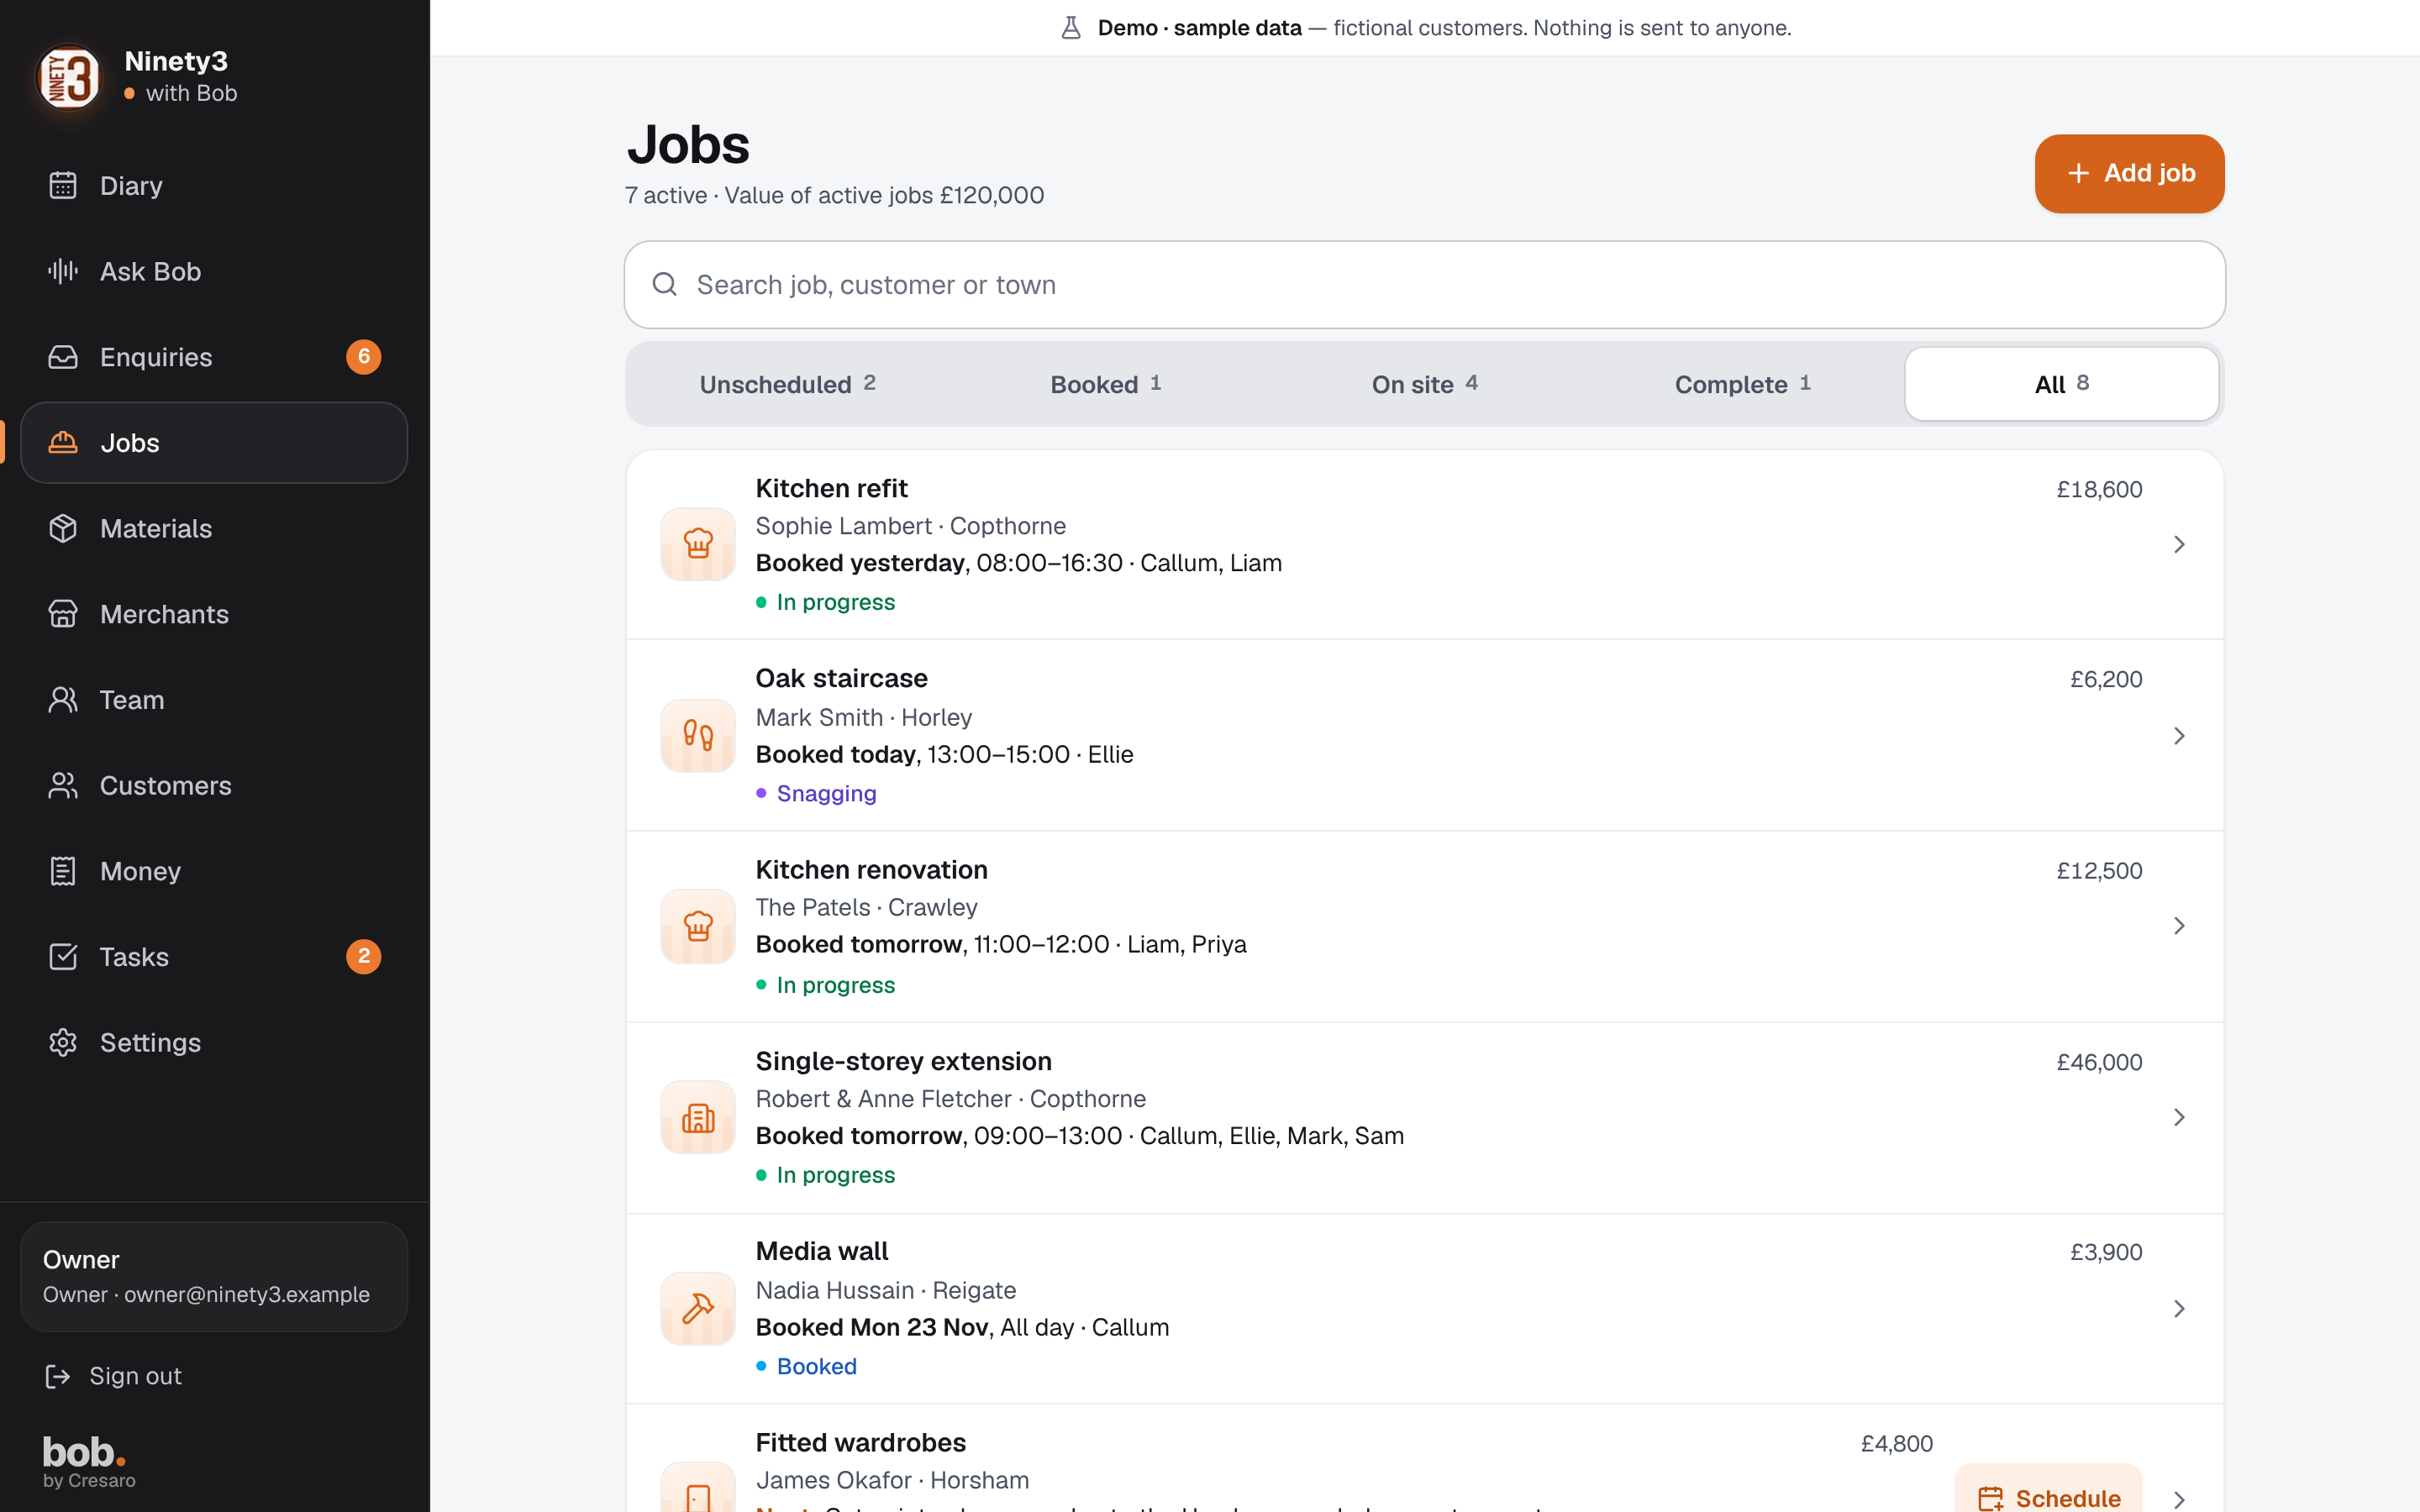 NINETY 3
Ninety3
with Bob
Diary
Ask Bob
Enquiries 6
Jobs
Materials
Merchants
Team
Customers
Money
Tasks 2
Settings
Owner
Owner · owner@ninety3.example
Sign out
bob.
by Cresaro
Demo · sample data — fictional customers. Nothing is sent to anyone.
Jobs
7 active · Value of active jobs £120,000
+ Add job
Search job, customer or town
Unscheduled 2 Booked 1 On site 4 Complete 1 All 8
Kitchen refit £18,600
Sophie Lambert · Copthorne
Booked yesterday, 08:00–16:30 · Callum, Liam
In progress
Oak staircase £6,200
Mark Smith · Horley
Booked today, 13:00–15:00 · Ellie
Snagging
Kitchen renovation £12,500
The Patels · Crawley
Booked tomorrow, 11:00–12:00 · Liam, Priya
In progress
Single-storey extension £46,000
Robert & Anne Fletcher · Copthorne
Booked tomorrow, 09:00–13:00 · Callum, Ellie, Mark, Sam
In progress
Media wall £3,900
Nadia Hussain · Reigate
Booked Mon 23 Nov, All day · Callum
Booked
Fitted wardrobes £4,800
James Okafor · Horsham
Schedule